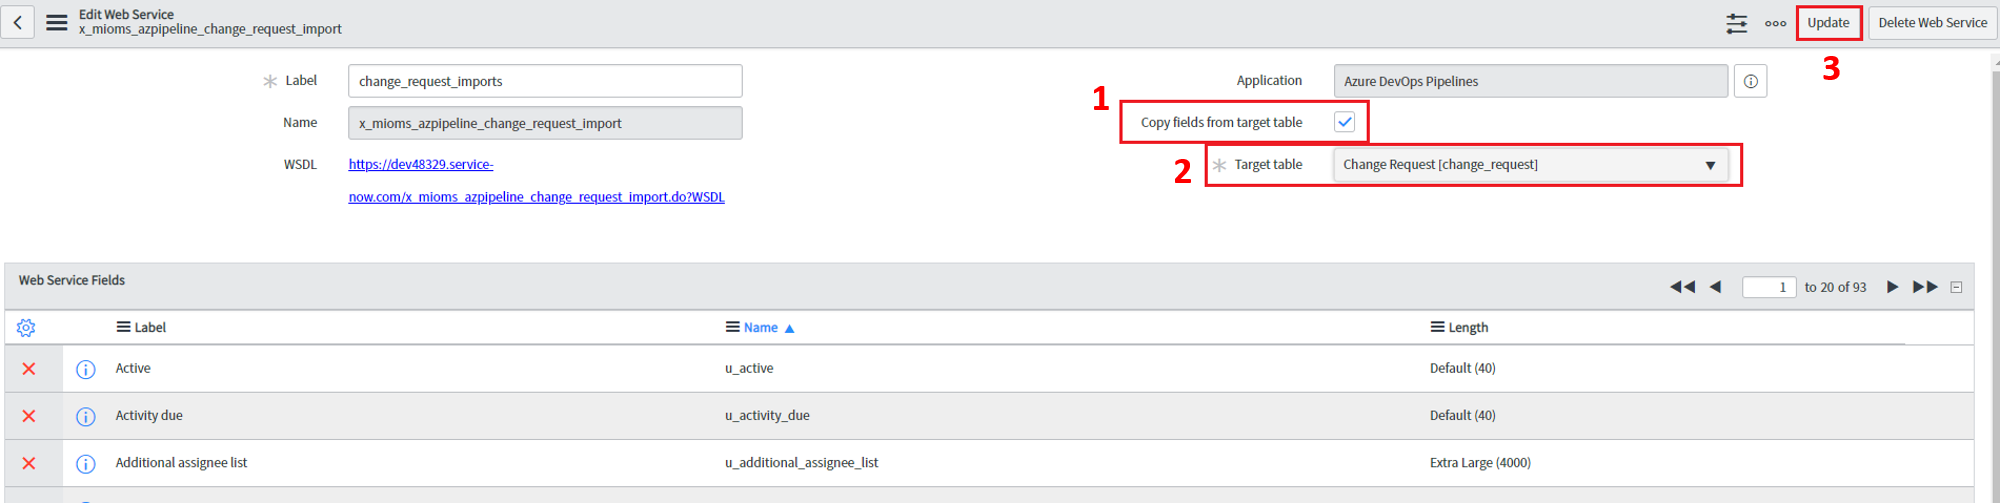 Edit Web Service
x_mioms_azpipeline_change_request_import
Update
Delete Web Service
3
Label
change_request_imports
Application
Azure DevOps Pipelines
1
Name
x_mioms_azpipeline_change_request_import
Copy fields from target table
WSDL
https://dev48329.service-
now.com/x_mioms_azpipeline_change_request_import.do?WSDL
2
Target table
Change Request [change_request]
Web Service Fields
1 to 20 of 93
Label Name Length
Active u_active Default (40)
Activity due u_activity_due Default (40)
Additional assignee list u_additional_assignee_list Extra Large (4000)